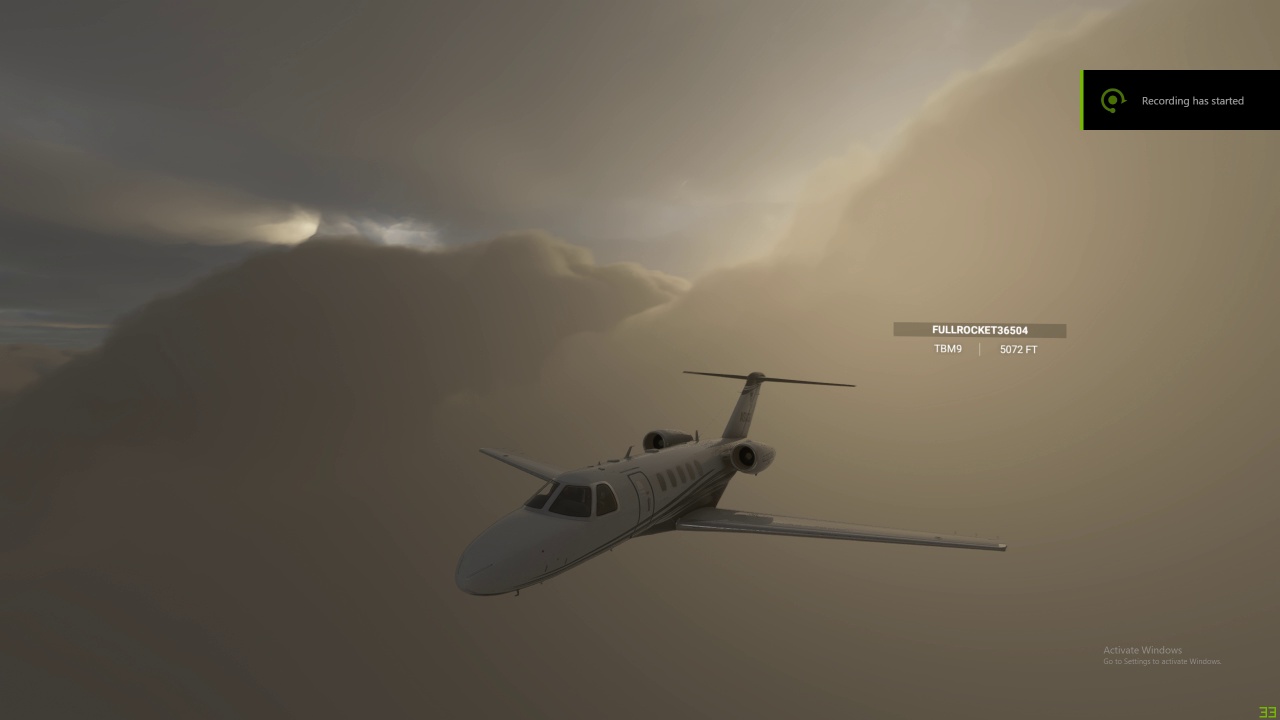 Recording has started
FULLROCKET36504
TBM9 | 5072 FT
Activate Windows
Go to Settings to activate Windows.
33